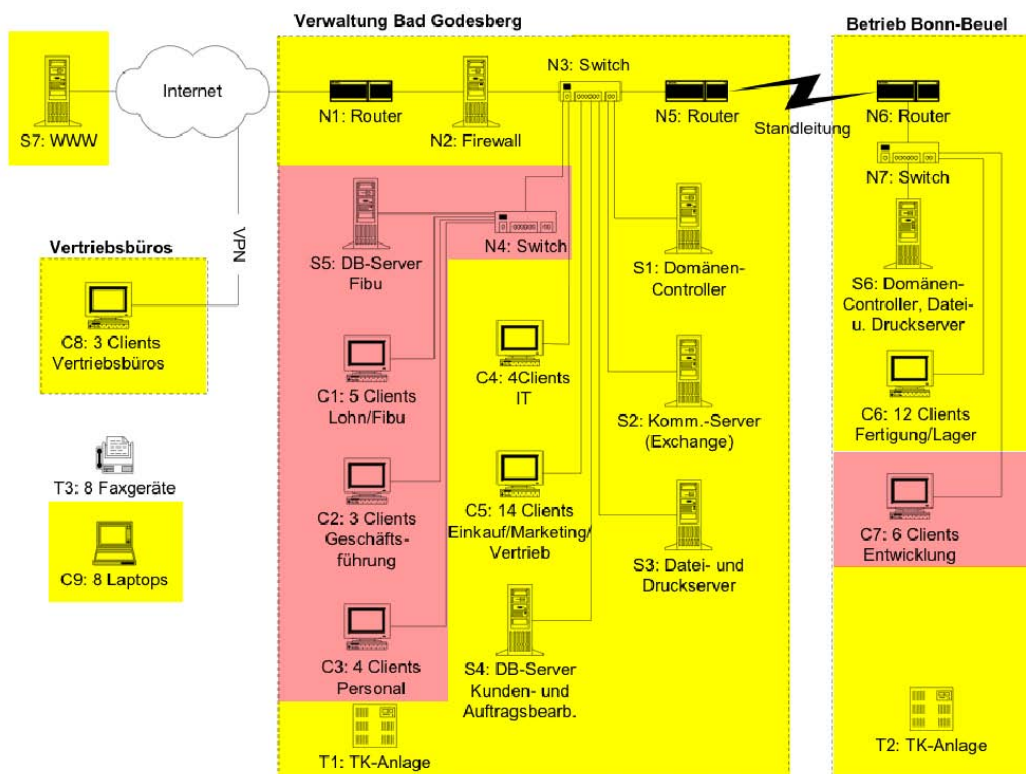 Verwaltung Bad Godesberg
Betrieb Bonn-Beuel
S7: WWW
Internet
N1: Router
N2: Firewall
N3: Switch
N5: Router
Standleitung
N6: Router
N7: Switch
VPN
Vertriebsbüros
C8: 3 Clients
Vertriebsbüros
T3: 8 Faxgeräte
C9: 8 Laptops
S5: DB-Server
Fibu
N4: Switch
C1: 5 Clients
Lohn/Fibu
C2: 3 Clients
Geschäfts-
führung
C3: 4 Clients
Personal
T1: TK-Anlage
C4: 4Clients
IT
C5: 14 Clients
Einkauf/Marketing/
Vertrieb
S4: DB-Server
Kunden- und
Auftragsbearb.
S1: Domänen-
Controller
S2: Komm.-Server
(Exchange)
S3: Datei- und
Druckserver
S6: Domänen-
Controller, Datei-
u. Druckserver
C6: 12 Clients
Fertigung/Lager
C7: 6 Clients
Entwicklung
T2: TK-Anlage